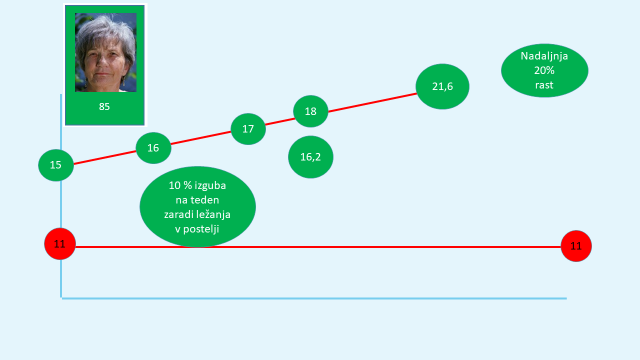 85
Nadaljnja
20%
rast
21,6
18
17
16
15
16,2
10 % izguba
na teden
zaradi ležanja
v postelji
11
11